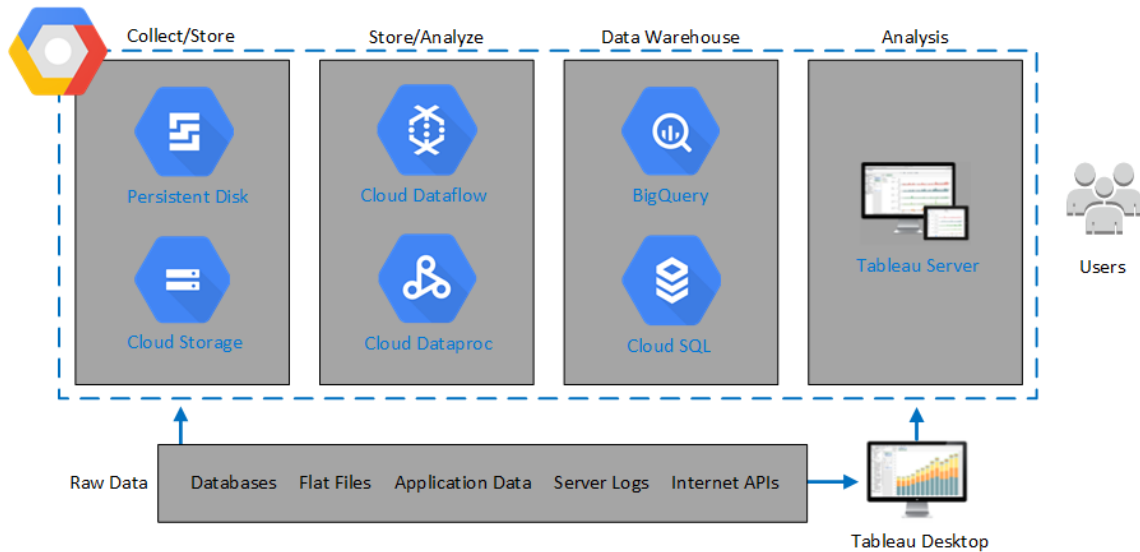 Collect/Store
Store/Analyze
Data Warehouse
Analysis
Persistent Disk
Cloud Dataflow
BigQuery
Tableau Server
Cloud Storage
Cloud Dataproc
Cloud SQL
Users
Raw Data
Databases
Flat Files
Application Data
Server Logs
Internet APIs
Tableau Desktop